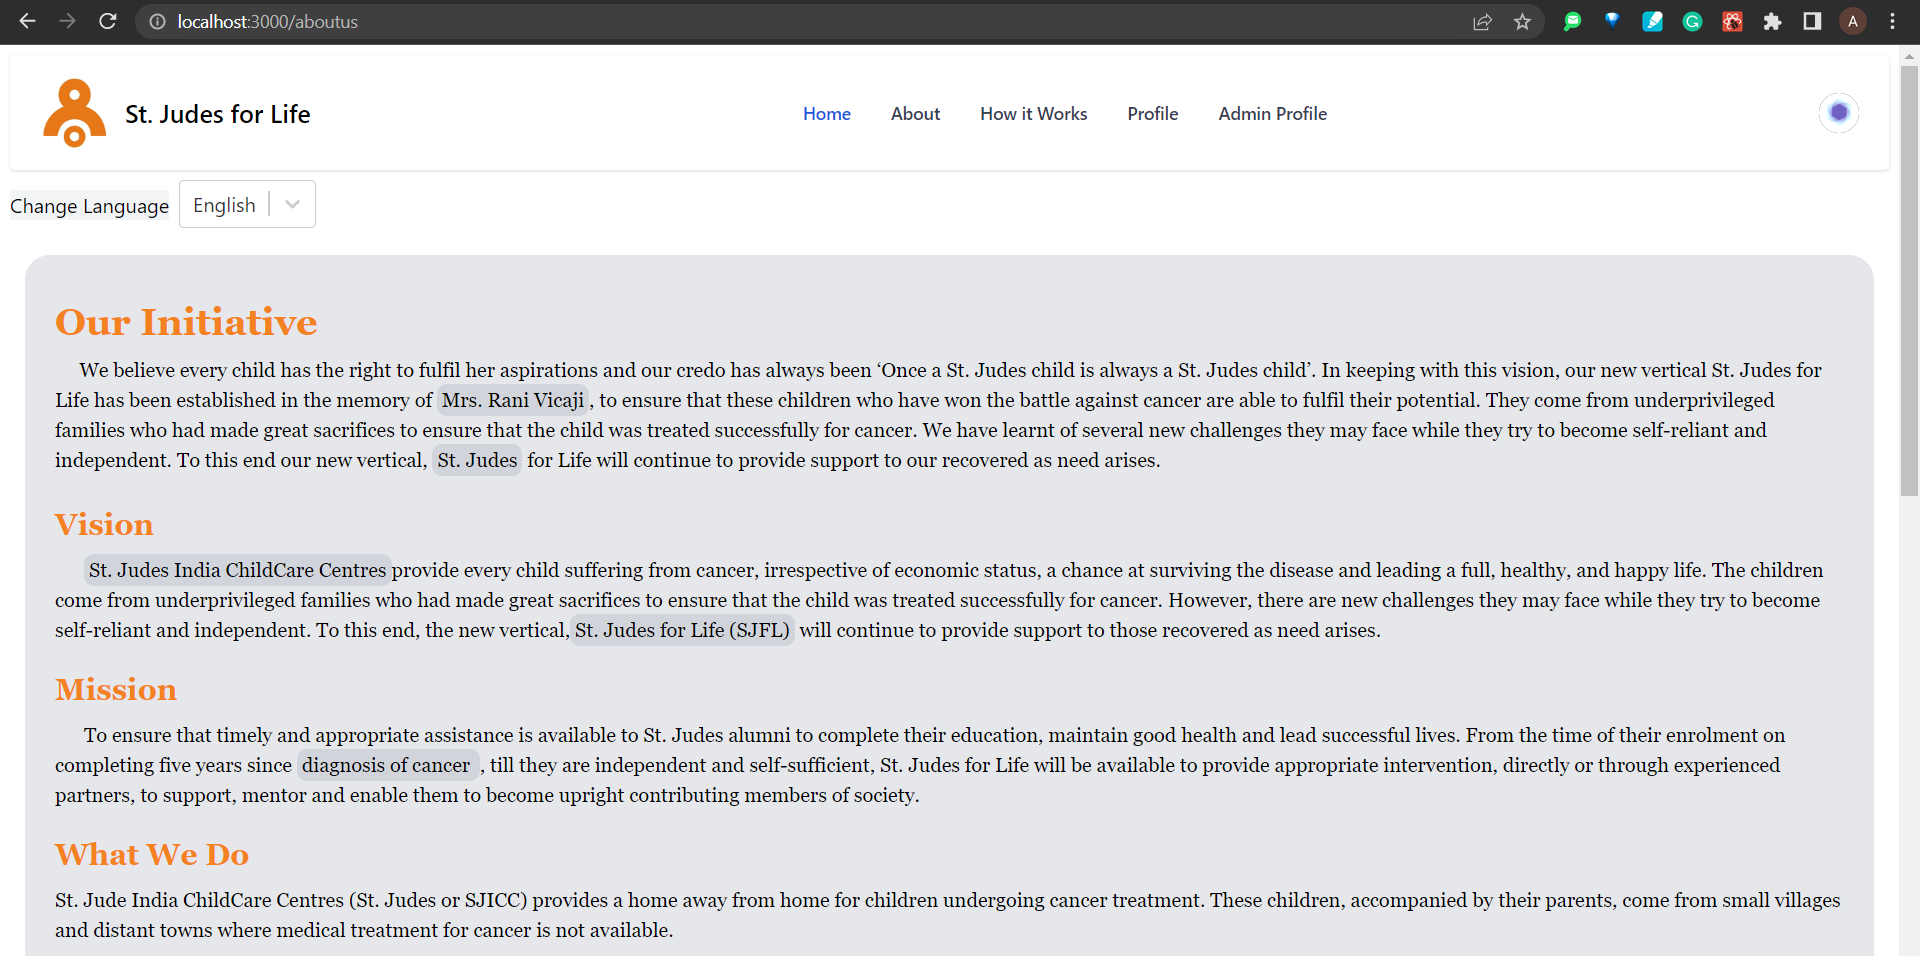 localhost:3000/aboutus
A
St. Judes for Life
Home About How it Works Profile Admin Profile
Change Language English
Our Initiative
We believe every child has the right to fulfil her aspirations and our credo has always been ‘Once a St. Judes child is always a St. Judes child’. In keeping with this vision, our new vertical St. Judes for
Life has been established in the memory of Mrs. Rani Vicaji , to ensure that these children who have won the battle against cancer are able to fulfil their potential. They come from underprivileged
families who had made great sacrifices to ensure that the child was treated successfully for cancer. We have learnt of several new challenges they may face while they try to become self-reliant and
independent. To this end our new vertical, St. Judes for Life will continue to provide support to our recovered as need arises.
Vision
St. Judes India ChildCare Centres provide every child suffering from cancer, irrespective of economic status, a chance at surviving the disease and leading a full, healthy, and happy life. The children
come from underprivileged families who had made great sacrifices to ensure that the child was treated successfully for cancer. However, there are new challenges they may face while they try to become
self-reliant and independent. To this end, the new vertical, St. Judes for Life (SJFL) will continue to provide support to those recovered as need arises.
Mission
To ensure that timely and appropriate assistance is available to St. Judes alumni to complete their education, maintain good health and lead successful lives. From the time of their enrolment on
completing five years since diagnosis of cancer , till they are independent and self-sufficient, St. Judes for Life will be available to provide appropriate intervention, directly or through experienced
partners, to support, mentor and enable them to become upright contributing members of society.
What We Do
St. Jude India ChildCare Centres (St. Judes or SJICC) provides a home away from home for children undergoing cancer treatment. These children, accompanied by their parents, come from small villages
and distant towns where medical treatment for cancer is not available.